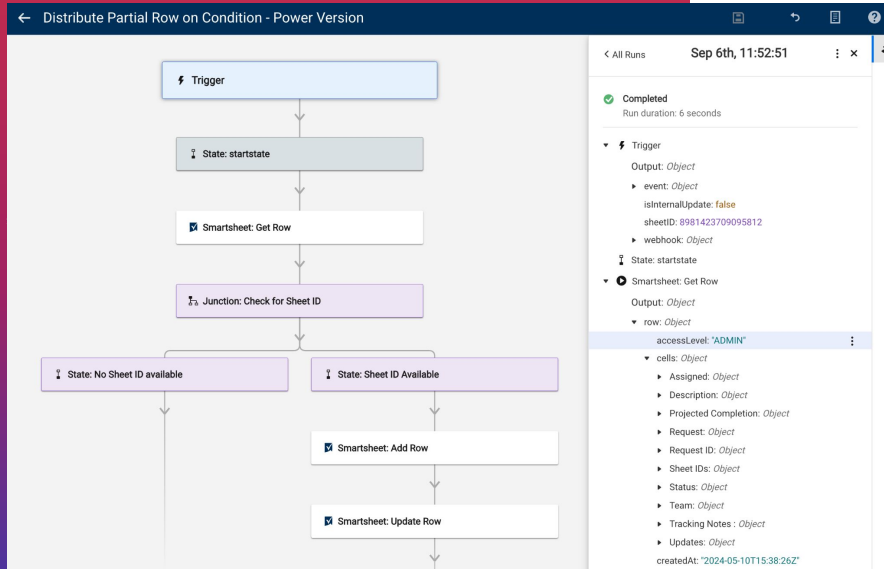 Distribute Partial Row on Condition - Power Version
Trigger
State: startstate
Smartsheet: Get Row
Junction: Check for Sheet ID
State: No Sheet ID available
State: Sheet ID Available
Smartsheet: Add Row
Smartsheet: Update Row
All Runs
Sep 6th, 11:52:51
Completed
Run duration: 6 seconds
Trigger
Output: Object
event: Object
isInternalUpdate: false
sheetID: 8981423709095812
webhook: Object
State: startstate
Smartsheet: Get Row
Output: Object
row: Object
accessLevel: "ADMIN"
cells: Object
Assigned: Object
Description: Object
Projected Completion: Object
Request: Object
Request ID: Object
Sheet IDs: Object
Status: Object
Team: Object
Tracking Notes : Object
Updates: Object
createdAt: "2024-05-10T15:38:26Z"